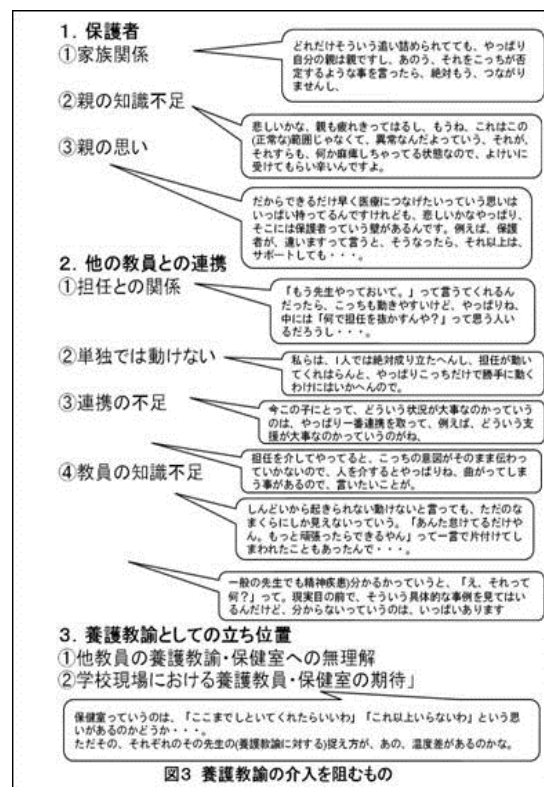 1．保護者
①家族関係
どれだけそういう追い詰められてても、やっぱり
自分の親は親ですし、あのう、それをこっちが否
定するような事を言ったら、絶対もう、つながり
ませんし、
②親の知識不足
悲しいかな、親も疲れきってはるし、もうね、これはこの
(正常な)範囲じゃなくて、異常なんだよっていう、それが、
それすらも、何か麻痺しちゃってる状態なので、よけいに
受けてもらい辛いんですよ。
③親の思い
だからできるだけ早く医療につなげたいっていう思いは
いっぱい持ってるんですけれども、悲しいかなやっぱり、
そこには保護者っていう壁があるんです。例えば、保護
者が、違いますって言うと、そうなったら、それ以上は、
サポートしても・・・。
2．他の教員との連携
①担任との関係
「もう先生やっておいて。」って言うてくれるん
だったら、こっちも動きやすいけど、やっぱりね、
中には「何で担任を抜かすんや？」って思う人い
るだろうし・・・。
②単独では動けない
私らは、1人では絶対成り立たへんし、担任が動い
てくれはらんと、やっぱりこっちだけで勝手に動く
わけにはいかへんので。
③連携の不足
今この子にとって、どういう状況が大事なのかっていう
のは、やっぱり一番連携を取って、例えば、どういう支
援が大事なのかっていうのがね、
担任を介してやってると、こっちの意図がそのまま伝わっ
ていかないので、人を介するとやっぱりね、曲がってしま
う事があるので、言いたいことが。
④教員の知識不足
しんどいから起きられない動けないと言っても、ただのな
まくらにしか見えないっていう。「あんた怠けてるだけや
ん。もっと頑張ったらできるやん」って一言で片付けてし
まわれたこともあったんで・・・。
一般の先生でも精神疾患)分かるかっていうと、「え、それって
何？」って。現実目の前で、そういう具体的な事例を見てはい
るんだけど、分からないっていうのは、いっぱいあります
3．養護教諭としての立ち位置
①他教員の養護教諭・保健室への無理解
②学校現場における養護教員・保健室の期待」
保健室っていうのは、「ここまでしといてくれたらいいわ」「これ以上いらないわ」という思
いがあるのかどうか・・・。
ただその、それぞれのその先生の(養護教諭に対する)捉え方が、あの、温度差があるのかな。
図3 養護教諭の介入を阻むもの